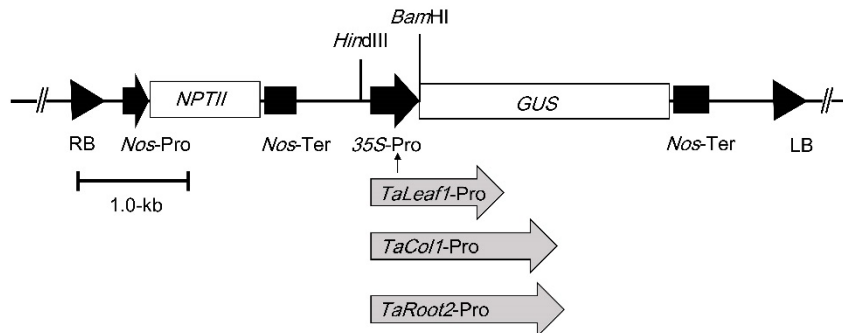 BamHI
HindIII
NPTII
GUS
RB
Nos-Pro
Nos-Ter
35S-Pro
Nos-Ter
LB
1.0-kb
TaLeaf1-Pro
TaCol1-Pro
TaRoot2-Pro